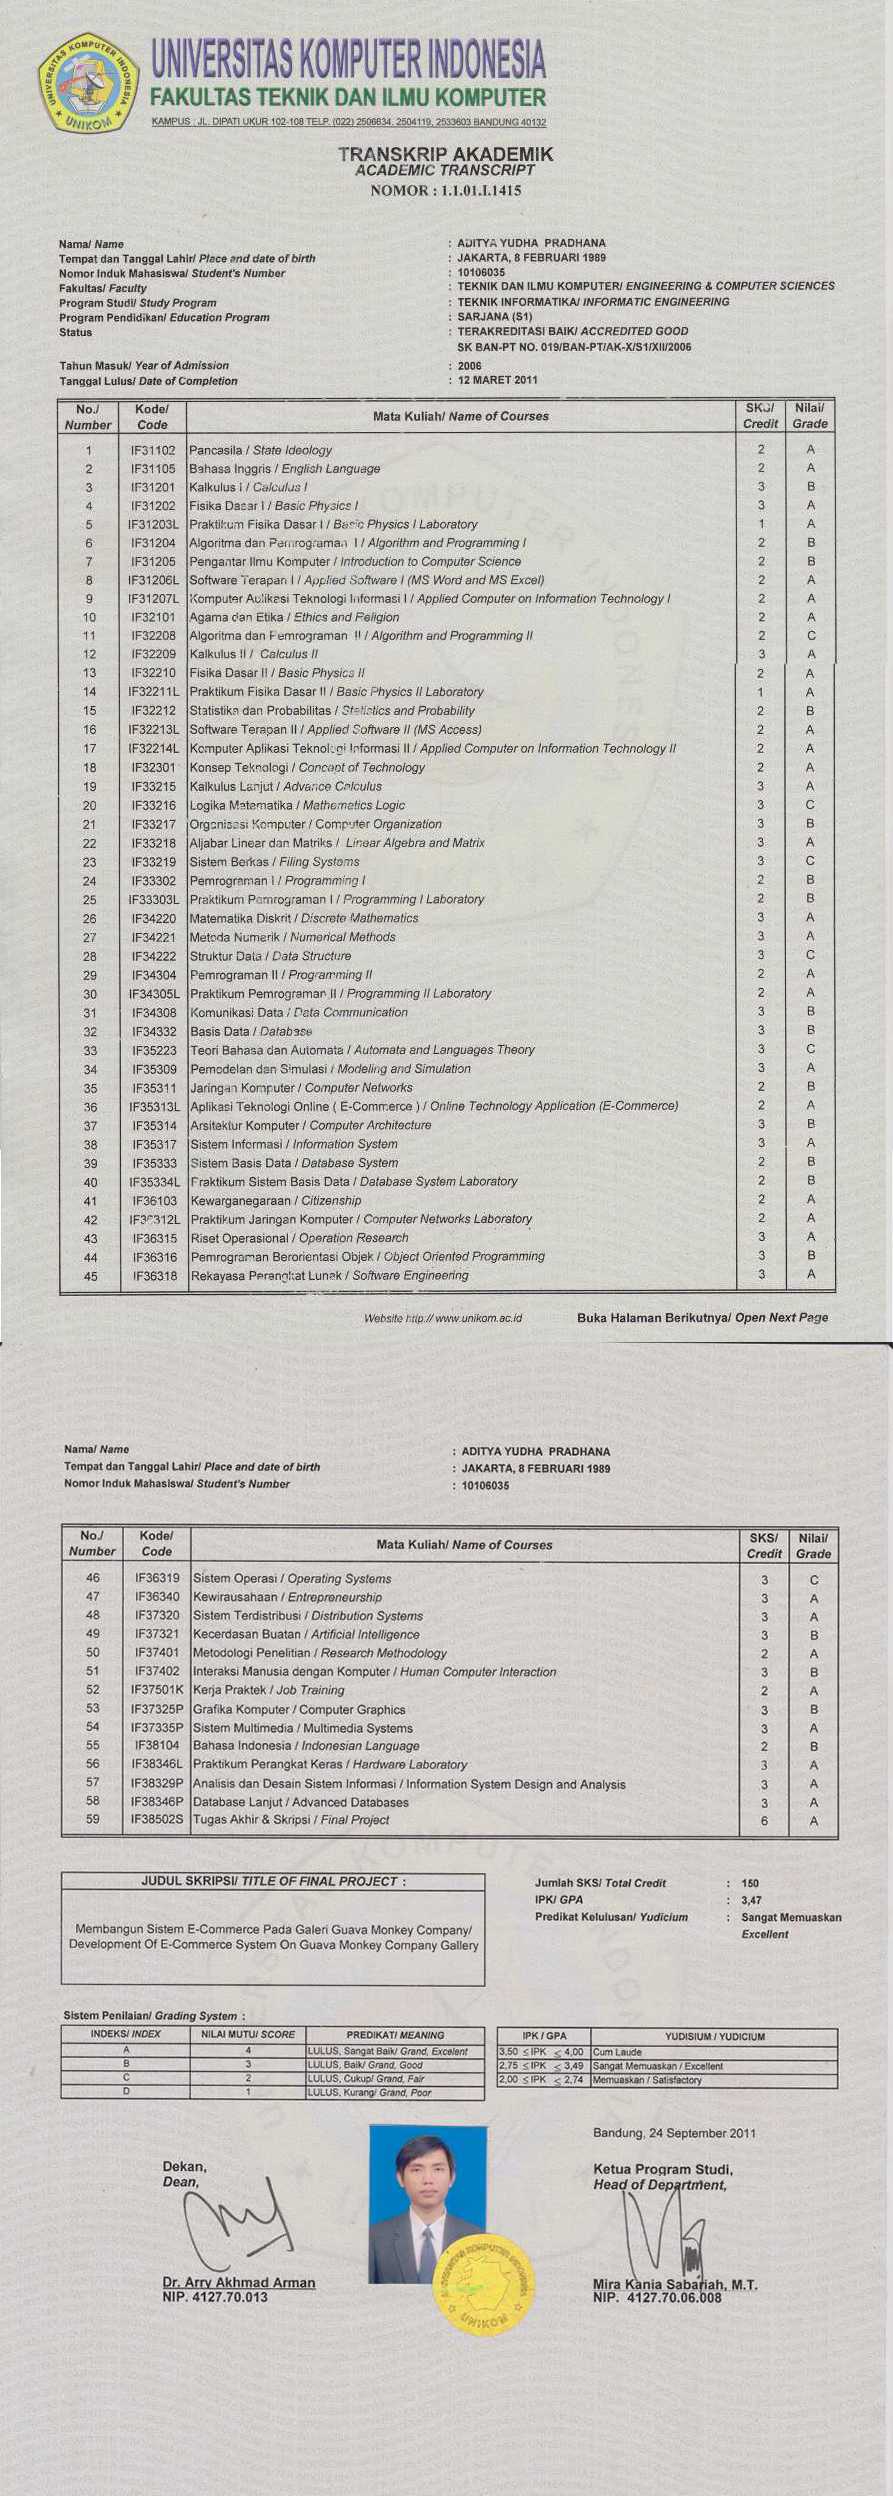 UNIVERSITAS KOMPUTER INDONESIA
FAKULTAS TEKNIK DAN ILMU KOMPUTER
KAMPUS : JL. DIPATI UKUR 102-108 TELP. (022) 2506634, 2504119, 2533603 BANDUNG 40132
UNIVERSITAS KOMPUTER INDONESIA
UNIKOM
TRANSKRIP AKADEMIK
ACADEMIC TRANSCRIPT
NOMOR : 1.1.01.I.1415
Nama/ Name : ADITYA YUDHA PRADHANA
Tempat dan Tanggal Lahir/ Place and date of birth : JAKARTA, 8 FEBRUARI 1989
Nomor Induk Mahasiswa/ Student's Number : 10106035
Fakultas/ Faculty : TEKNIK DAN ILMU KOMPUTER/ ENGINEERING & COMPUTER SCIENCES
Program Studi/ Study Program : TEKNIK INFORMATIKA/ INFORMATIC ENGINEERING
Program Pendidikan/ Education Program : SARJANA (S1)
Status : TERAKREDITASI BAIK/ ACCREDITED GOOD
SK BAN-PT NO. 019/BAN-PT/AK-X/S1/XII/2006
Tahun Masuk/ Year of Admission : 2006
Tanggal Lulus/ Date of Completion : 12 MARET 2011
No./ Number Kode/ Code Mata Kuliah/ Name of Courses SKS/ Credit Nilai/ Grade
1 IF31102 Pancasila / State Ideology 2 A
2 IF31105 Bahasa Inggris / English Language 2 A
3 IF31201 Kalkulus I / Calculus I 3 B
4 IF31202 Fisika Dasar I / Basic Physics I 3 A
5 IF31203L Praktikum Fisika Dasar I / Basic Physics I Laboratory 1 A
6 IF31204 Algoritma dan Pemrograman I / Algorithm and Programming I 2 B
7 IF31205 Pengantar Ilmu Komputer / Introduction to Computer Science 2 B
8 IF31206L Software Terapan I / Applied Software I (MS Word and MS Excel) 2 A
9 IF31207L Komputer Aplikasi Teknologi Informasi I / Applied Computer on Information Technology I 2 A
10 IF32101 Agama dan Etika / Ethics and Religion 2 A
11 IF32208 Algoritma dan Pemrograman II / Algorithm and Programming II 2 C
12 IF32209 Kalkulus II / Calculus II 3 A
13 IF32210 Fisika Dasar II / Basic Physics II 2 A
14 IF32211L Praktikum Fisika Dasar II / Basic Physics II Laboratory 1 A
15 IF32212 Statistika dan Probabilitas / Statistics and Probability 2 B
16 IF32213L Software Terapan II / Applied Software II (MS Access) 2 A
17 IF32214L Komputer Aplikasi Teknologi Informasi II / Applied Computer on Information Technology II 2 A
18 IF32301 Konsep Teknologi / Concept of Technology 2 A
19 IF33215 Kalkulus Lanjut / Advance Calculus 3 A
20 IF33216 Logika Matematika / Mathematics Logic 3 C
21 IF33217 Organisasi Komputer / Computer Organization 3 B
22 IF33218 Aljabar Linear dan Matriks / Linear Algebra and Matrix 3 A
23 IF33219 Sistem Berkas / Filing Systems 3 C
24 IF33302 Pemrograman I / Programming I 2 B
25 IF33303L Praktikum Pemrograman I / Programming I Laboratory 2 B
26 IF34220 Matematika Diskrit / Discrete Mathematics 3 A
27 IF34221 Metoda Numerik / Numerical Methods 3 A
28 IF34222 Struktur Data / Data Structure 3 C
29 IF34304 Pemrograman II / Programming II 2 A
30 IF34305L Praktikum Pemrograman II / Programming II Laboratory 2 A
31 IF34308 Komunikasi Data / Data Communication 3 B
32 IF34332 Basis Data / Database 3 B
33 IF35223 Teori Bahasa dan Automata / Automata and Languages Theory 3 C
34 IF35309 Pemodelan dan Simulasi / Modeling and Simulation 3 A
35 IF35311 Jaringan Komputer / Computer Networks 2 B
36 IF35313L Aplikasi Teknologi Online ( E-Commerce ) / Online Technology Application (E-Commerce) 2 A
37 IF35314 Arsitektur Komputer / Computer Architecture 3 B
38 IF35317 Sistem Informasi / Information System 3 A
39 IF35333 Sistem Basis Data / Database System 2 B
40 IF35334L Praktikum Sistem Basis Data / Database System Laboratory 2 B
41 IF36103 Kewarganegaraan / Citizenship 2 A
42 IF36312L Praktikum Jaringan Komputer / Computer Networks Laboratory 2 A
43 IF36315 Riset Operasional / Operation Research 3 A
44 IF36316 Pemrograman Berorientasi Objek / Object Oriented Programming 3 B
45 IF36318 Rekayasa Perangkat Lunak / Software Engineering 3 A
Website http:// www.unikom.ac.id Buka Halaman Berikutnya/ Open Next Page
Nama/ Name : ADITYA YUDHA PRADHANA
Tempat dan Tanggal Lahir/ Place and date of birth : JAKARTA, 8 FEBRUARI 1989
Nomor Induk Mahasiswa/ Student's Number : 10106035
No./ Number Kode/ Code Mata Kuliah/ Name of Courses SKS/ Credit Nilai/ Grade
46 IF36319 Sistem Operasi / Operating Systems 3 C
47 IF36340 Kewirausahaan / Entrepreneurship 3 A
48 IF37320 Sistem Terdistribusi / Distribution Systems 3 A
49 IF37321 Kecerdasan Buatan / Artificial Intelligence 3 B
50 IF37401 Metodologi Penelitian / Research Methodology 2 A
51 IF37402 Interaksi Manusia dengan Komputer / Human Computer Interaction 3 B
52 IF37501K Kerja Praktek / Job Training 2 A
53 IF37325P Grafika Komputer / Computer Graphics 3 B
54 IF37335P Sistem Multimedia / Multimedia Systems 3 A
55 IF38104 Bahasa Indonesia / Indonesian Language 2 B
56 IF38346L Praktikum Perangkat Keras / Hardware Laboratory 3 A
57 IF38329P Analisis dan Desain Sistem Informasi / Information System Design and Analysis 3 A
58 IF38346P Database Lanjut / Advanced Databases 3 A
59 IF38502S Tugas Akhir & Skripsi / Final Project 6 A
JUDUL SKRIPSI/ TITLE OF FINAL PROJECT :
Membangun Sistem E-Commerce Pada Galeri Guava Monkey Company/
Development Of E-Commerce System On Guava Monkey Company Gallery
Jumlah SKS/ Total Credit : 150
IPK/ GPA : 3,47
Predikat Kelulusan/ Yudicium : Sangat Memuaskan
Excellent
Sistem Penilaian/ Grading System :
INDEKS/ INDEX NILAI MUTU/ SCORE PREDIKAT/ MEANING
A 4 LULUS, Sangat Baik/ Grand, Excelent
B 3 LULUS, Baik/ Grand, Good
C 2 LULUS, Cukup/ Grand, Fair
D 1 LULUS, Kurang/ Grand, Poor
IPK / GPA YUDISIUM / YUDICIUM
3,50 ≤ IPK ≤ 4,00 Cum Laude
2,75 ≤ IPK ≤ 3,49 Sangat Memuaskan / Excellent
2,00 ≤ IPK ≤ 2,74 Memuaskan / Satisfactory
Bandung, 24 September 2011
Dekan,
Dean,
Dr. Arry Akhmad Arman
NIP. 4127.70.013
Ketua Program Studi,
Head of Department,
Mira Kania Sabariah, M.T.
NIP. 4127.70.06.008
UNIVERSITAS KOMPUTER INDONESIA
UNIKOM